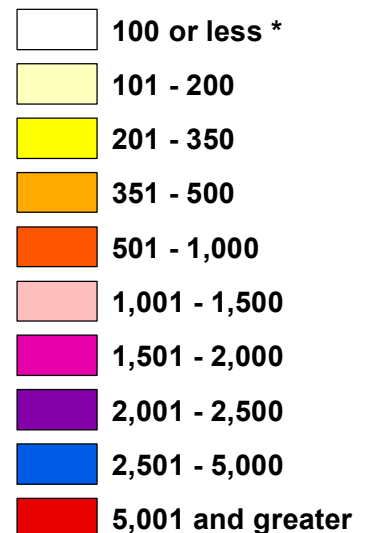 100 or less *
101 - 200
201 - 350
351 - 500
501 - 1,000
1,001 - 1,500
1,501 - 2,000
2,001 - 2,500
2,501 - 5,000
5,001 and greater